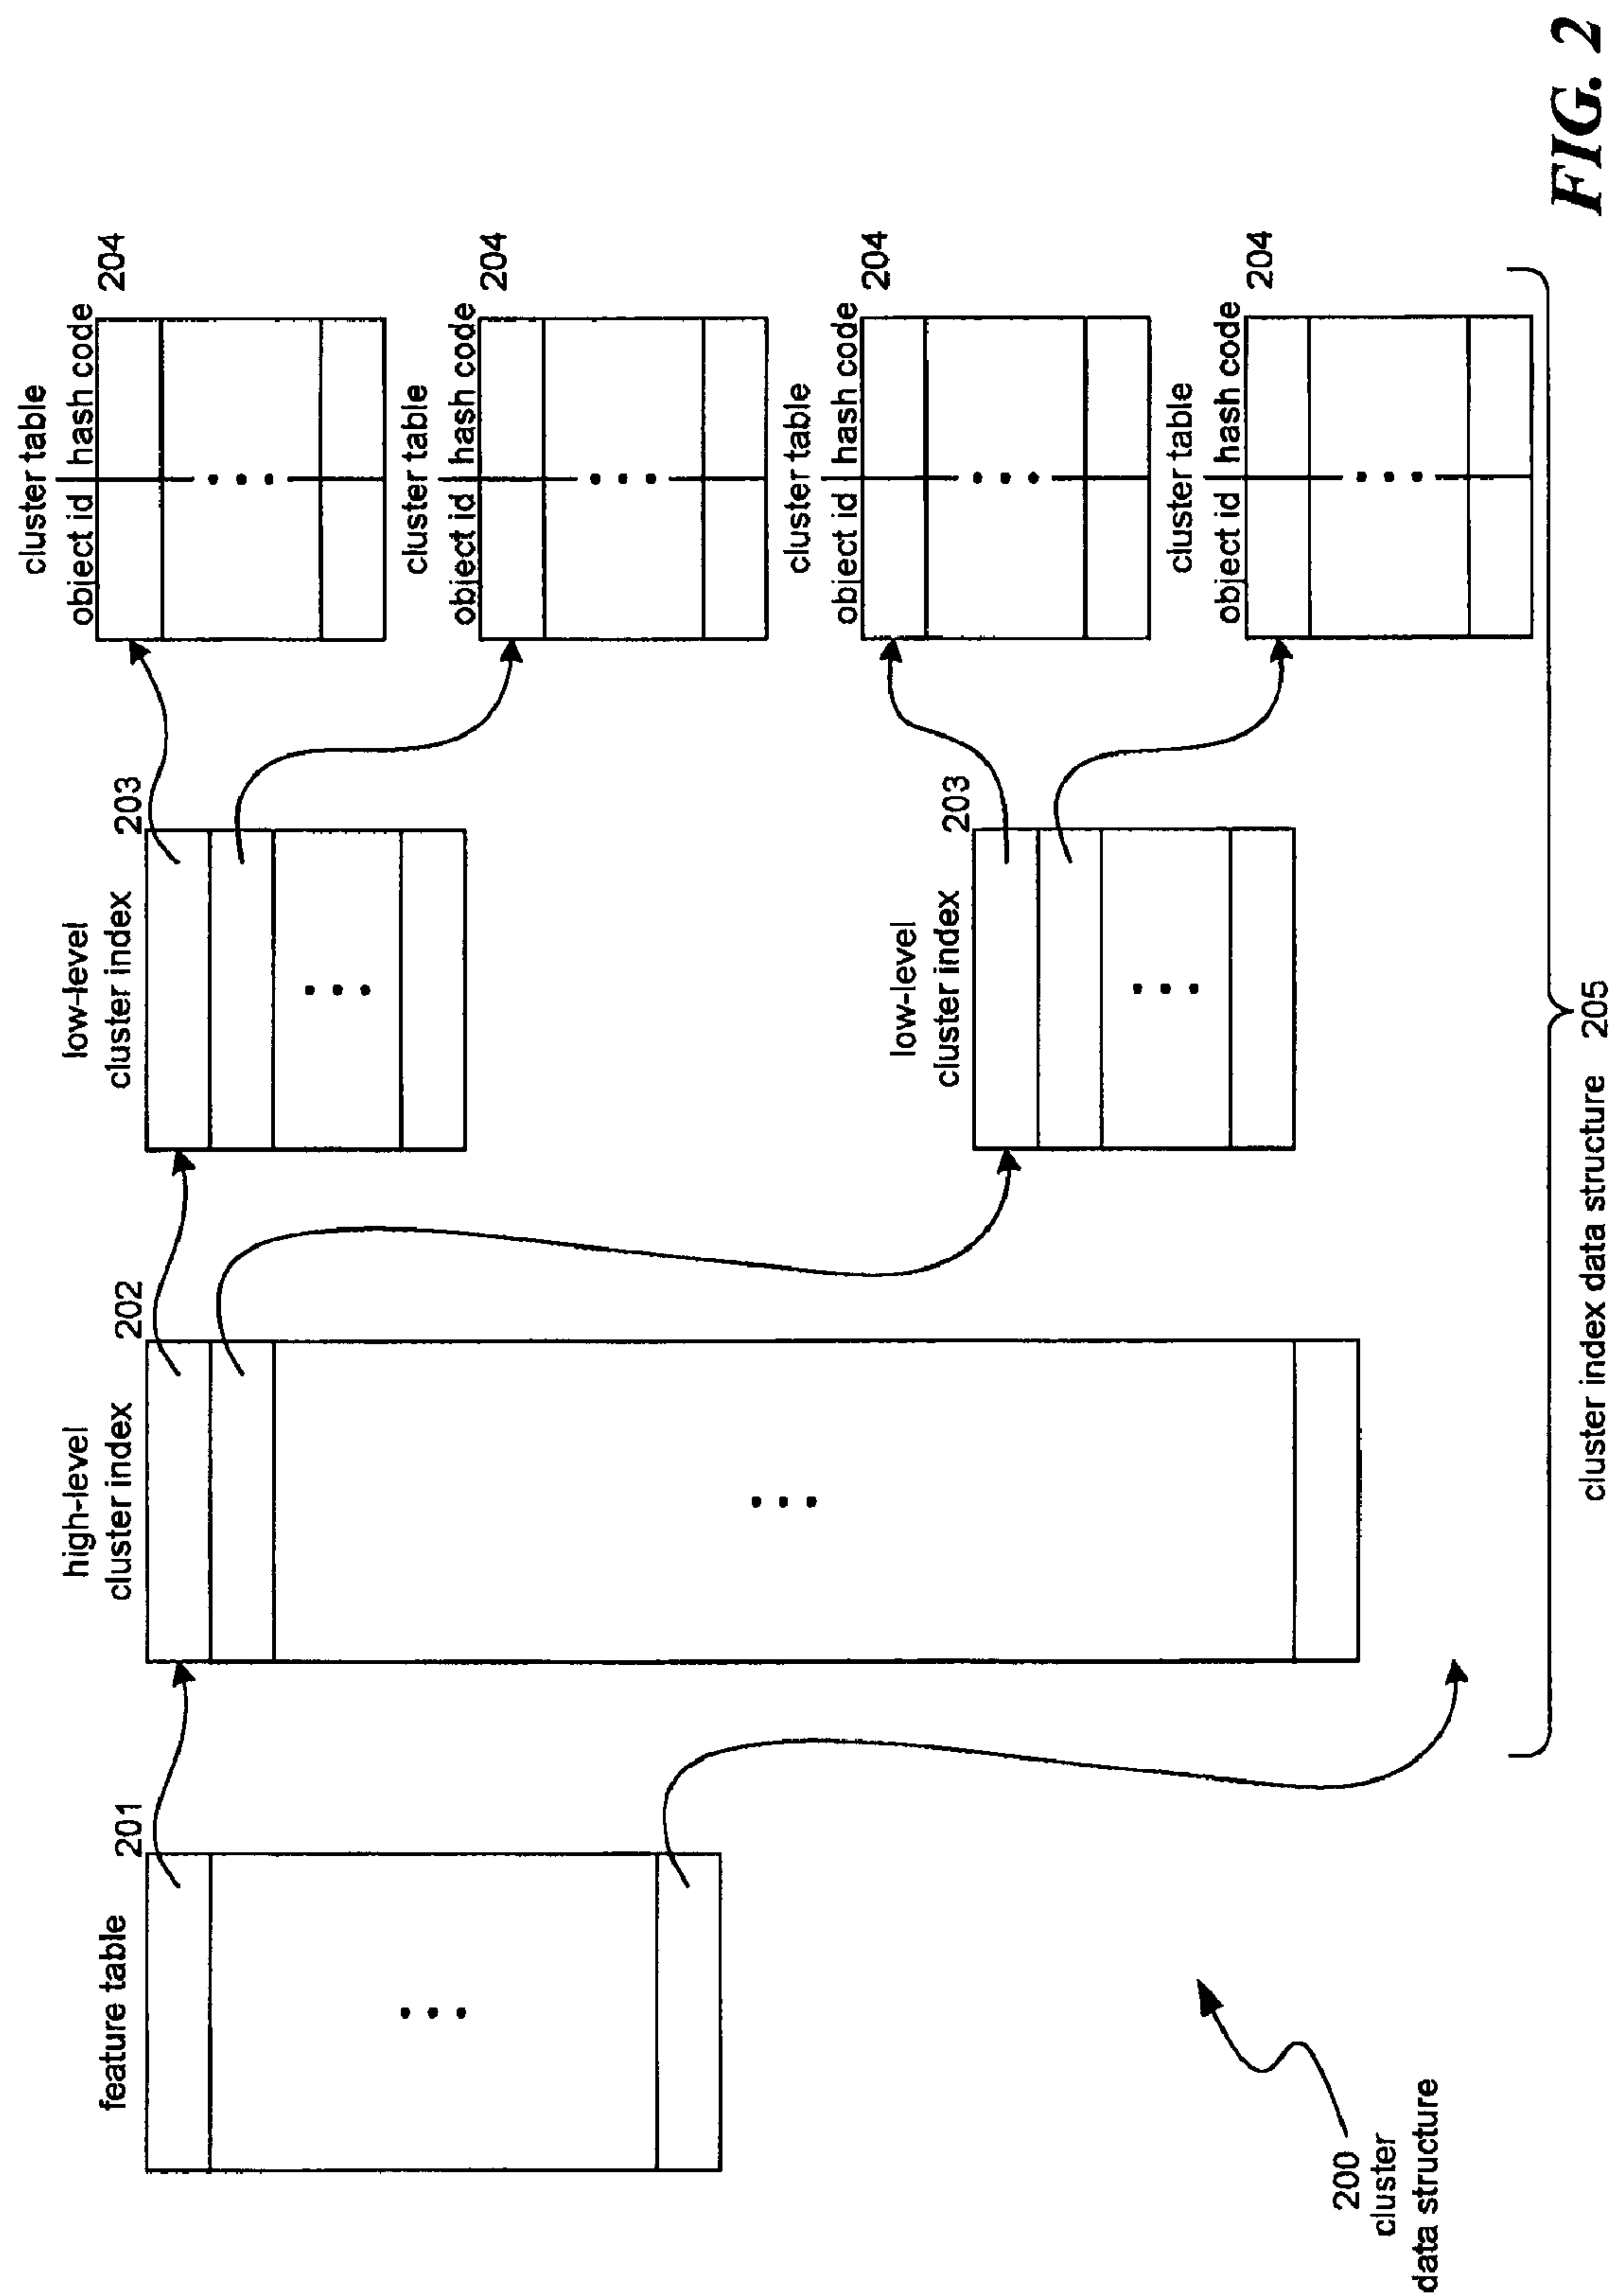 feature table
201
high-level
cluster index
202
low-level
cluster index
203
low-level
cluster index
203
cluster table
object id hash code
204
cluster table
object id hash code
204
cluster table
object id hash code
204
cluster table
object id hash code
204
200
cluster
data structure
cluster index data structure 205
FIG. 2